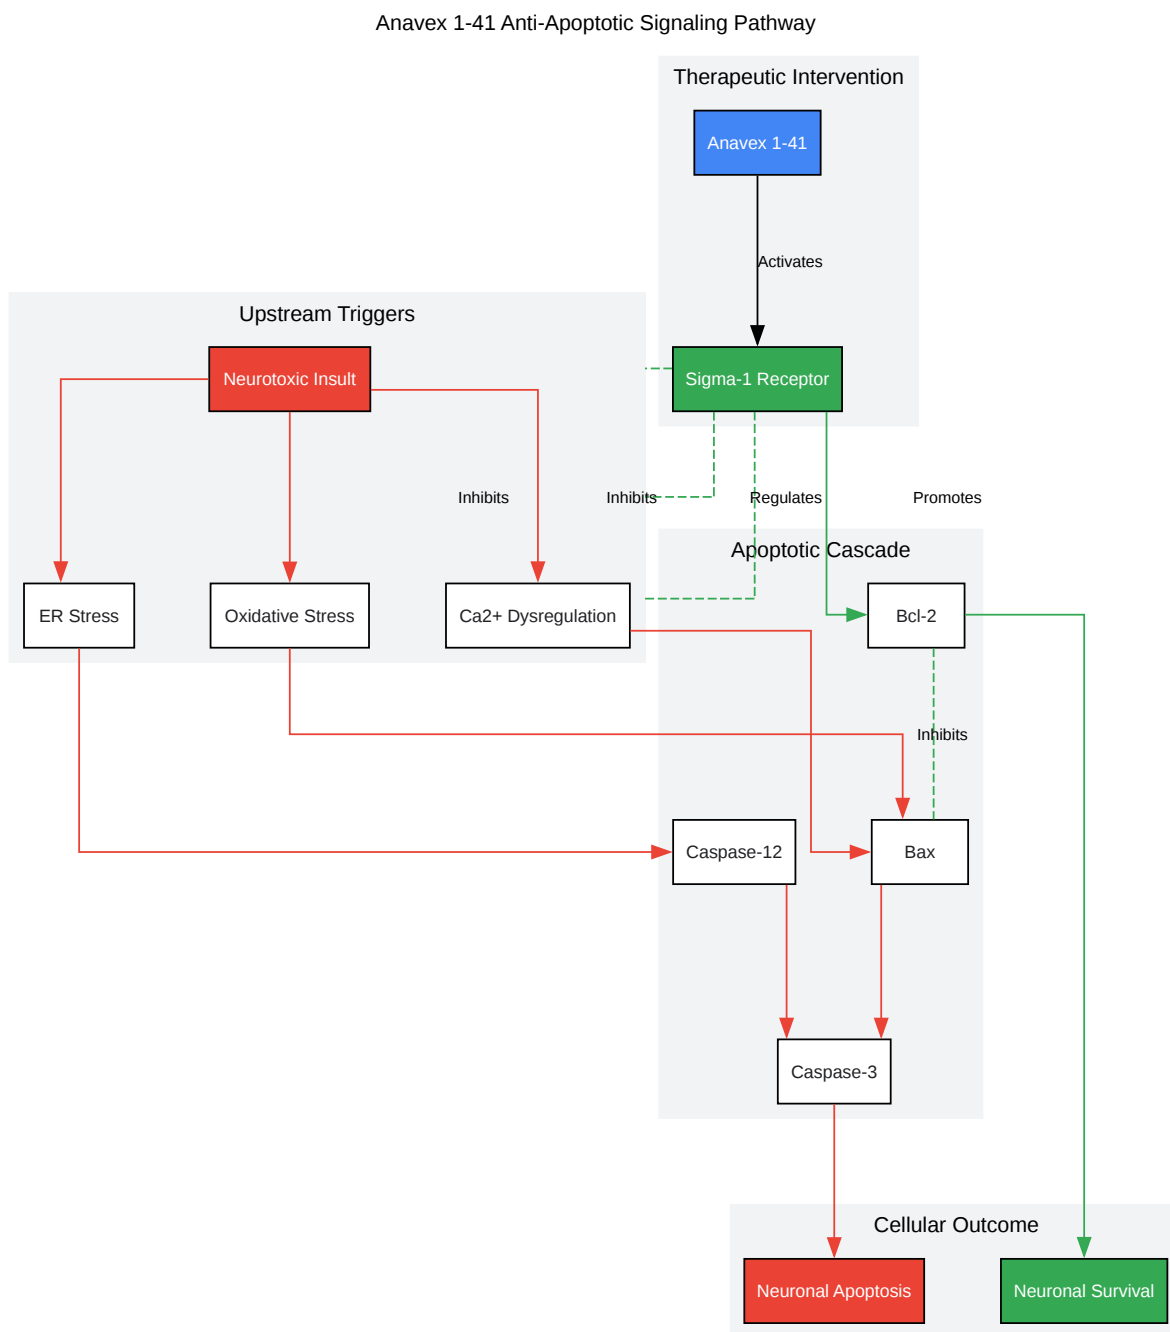 Anavex 1-41 Anti-Apoptotic Signaling Pathway
Therapeutic Intervention
Anavex 1-41
Activates
Upstream Triggers
Neurotoxic Insult
Sigma-1 Receptor
Inhibits
Inhibits
Regulates
Promotes
Apoptotic Cascade
ER Stress
Oxidative Stress
Ca2+ Dysregulation
Bcl-2
Inhibits
Caspase-12
Bax
Caspase-3
Cellular Outcome
Neuronal Apoptosis
Neuronal Survival